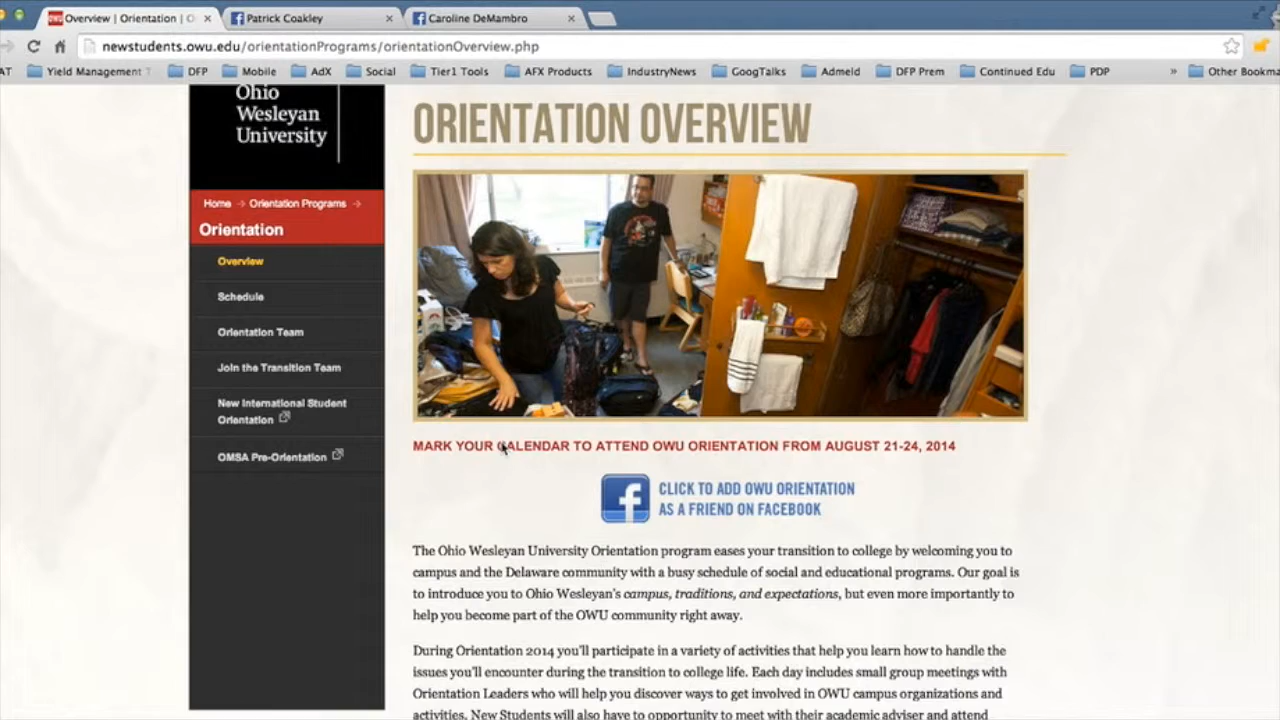 Overview | Orientation | O
Patrick Coakley
Caroline DeMambro
newstudents.owu.edu/orientationPrograms/orientationOverview.php
AT
Yield Management T
DFP
Mobile
AdX
Social
Tier1 Tools
AFX Products
IndustryNews
GoogTalks
Admeld
DFP Prem
Continued Edu
PDP
»
Other Bookma
Ohio
Wesleyan
University
Home → Orientation Programs →
Orientation
Overview
Schedule
Orientation Team
Join the Transition Team
New International Student
Orientation
OMSA Pre-Orientation
ORIENTATION OVERVIEW
MARK YOUR CALENDAR TO ATTEND OWU ORIENTATION FROM AUGUST 21-24, 2014
CLICK TO ADD OWU ORIENTATION
AS A FRIEND ON FACEBOOK
The Ohio Wesleyan University Orientation program eases your transition to college by welcoming you to
campus and the Delaware community with a busy schedule of social and educational programs. Our goal is
to introduce you to Ohio Wesleyan's campus, traditions, and expectations, but even more importantly to
help you become part of the OWU community right away.
During Orientation 2014 you'll participate in a variety of activities that help you learn how to handle the
issues you'll encounter during the transition to college life. Each day includes small group meetings with
Orientation Leaders who will help you discover ways to get involved in OWU campus organizations and
activities. New Students will also have to opportunity to meet with their academic adviser and attend